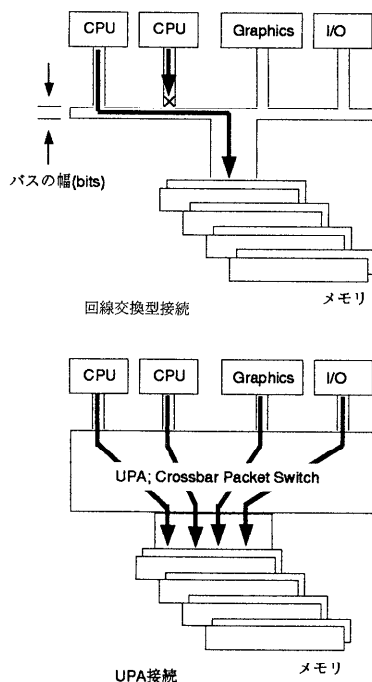 CPU CPU Graphics I/O
バスの幅(bits)
メモリ
回線交換型接続
CPU CPU Graphics I/O
UPA; Crossbar Packet Switch
メモリ
UPA接続